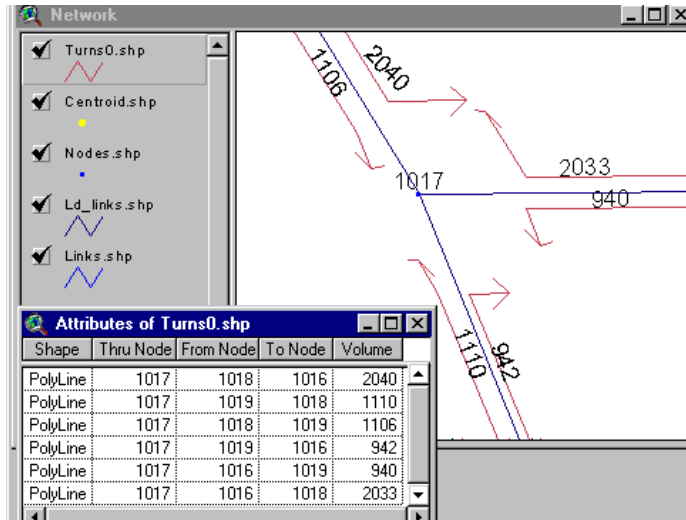 Network
Turns0.shp
Centroid.shp
Nodes.shp
Ld_links.shp
Links.shp
2040
1106
1017
2033
940
1110
942
Attributes of Turns0.shp
Shape Thru Node From Node To Node Volume
PolyLine 1017 1018 1016 2040
PolyLine 1017 1019 1018 1110
PolyLine 1017 1018 1019 1106
PolyLine 1017 1019 1016 942
PolyLine 1017 1016 1019 940
PolyLine 1017 1016 1018 2033